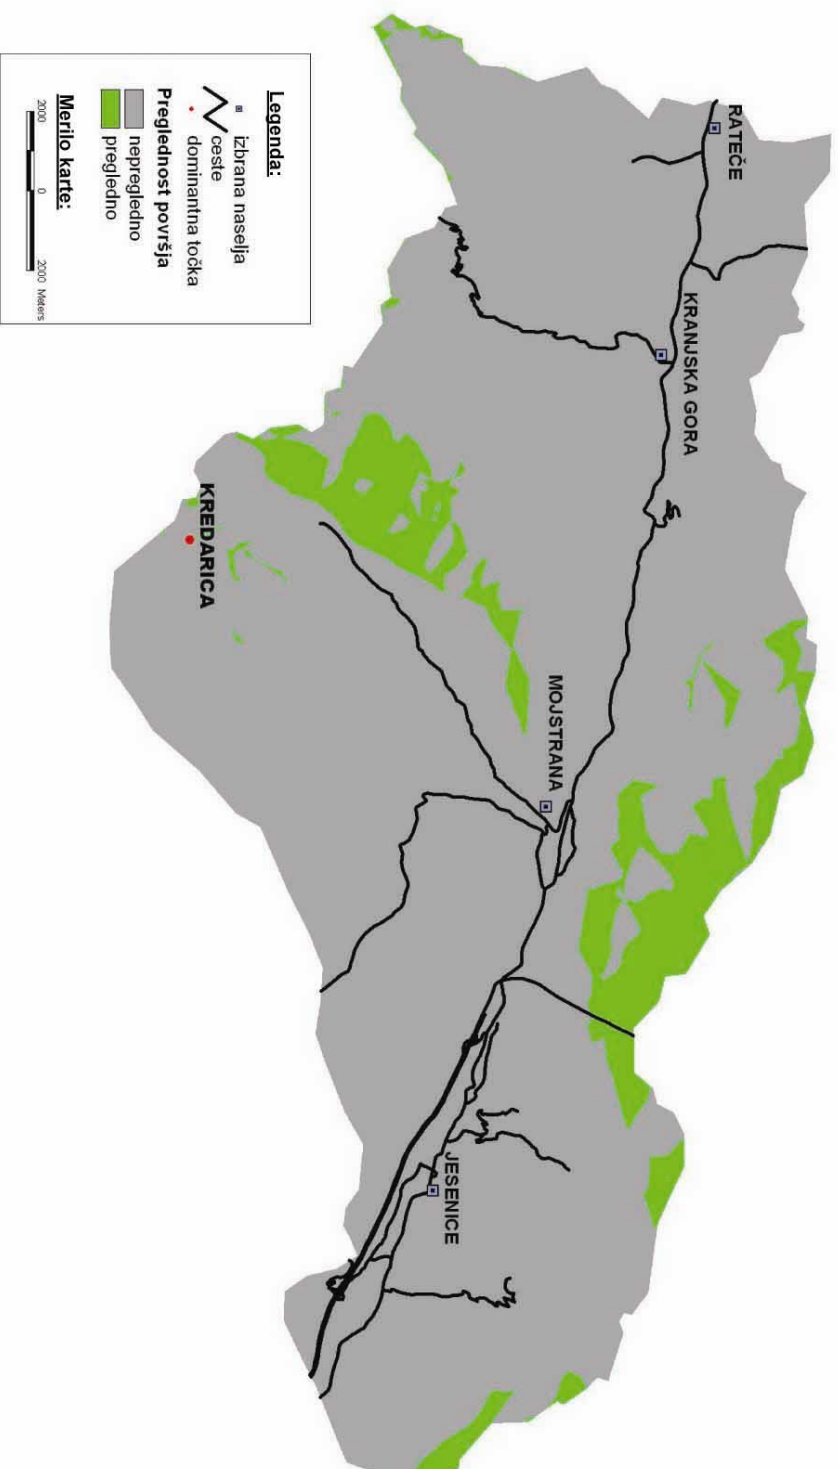 RATEČE
KRANJSKA GORA
MOJSTRANA
KREDARICA
JESENICE
Legenda:
izbrana naselja
ceste
dominantna točka
Preglednost površja
nepregledno
pregledno
Merilo karte:
2000 0 2000 Meters